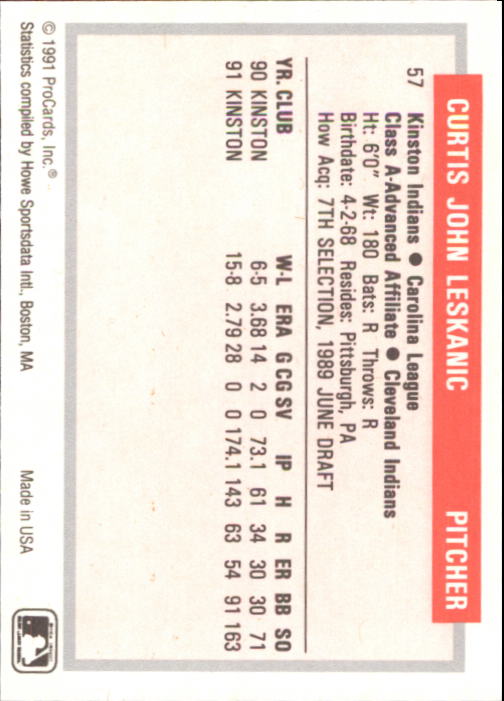 CURTIS JOHN LESKANIC PITCHER
57 Kinston Indians ● Carolina League
Class A-Advanced Affiliate ● Cleveland Indians
Ht: 6'0" Wt: 180 Bats: R Throws: R
Birthdate: 4-2-68 Resides: Pittsburgh, PA
How Acq: 7TH SELECTION, 1989 JUNE DRAFT
YR. CLUB W-L ERA G CG SV IP H R ER BB SO
90 KINSTON 6-5 3.68 14 2 0 73.1 61 34 30 30 71
91 KINSTON 15-8 2.79 28 0 0 174.1 143 63 54 91 163
© 1991 ProCards, Inc.®
Statistics compiled by Howe Sportsdata Intl., Boston, MA Made in USA